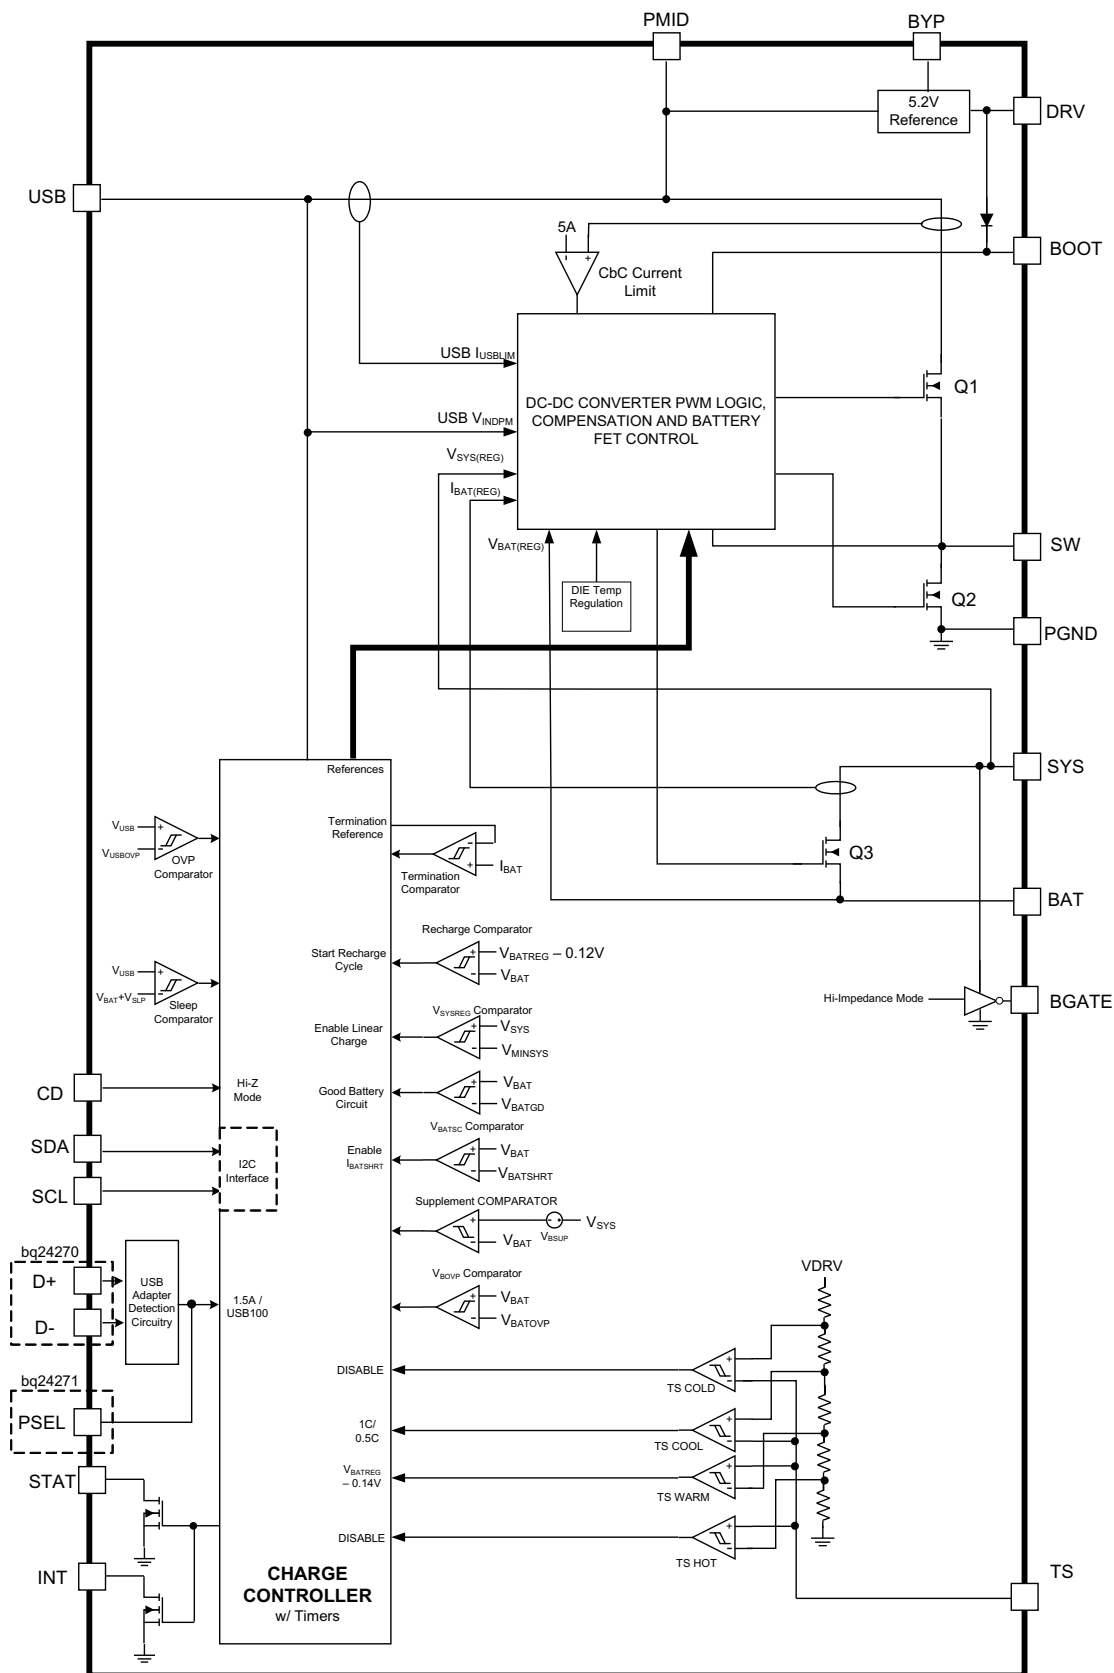 PMID
BYP
5.2V
Reference
DRV
USB
5A
-
+
CbC Current
Limit
BOOT
USB IUSBLIM
DC-DC CONVERTER PWM LOGIC,
COMPENSATION AND BATTERY
FET CONTROL
Q1
USB VINDPM
VSYS(REG)
IBAT(REG)
VBAT(REG)
SW
DIE Temp
Regulation
Q2
PGND
References
SYS
VUSB
+
VUSBOVP
-
OVP
Comparator
Termination
Reference
-
+
IBAT
Termination
Comparator
Q3
BAT
Recharge Comparator
Start Recharge
Cycle
+
VBATREG – 0.12V
-
VBAT
VUSB
+
VBAT+VSLP
-
Sleep
Comparator
Hi-Impedance Mode
BGATE
VSYSREG Comparator
Enable Linear
Charge
+
VSYS
-
VMINSYS
CD
Hi-Z
Mode
Good Battery
Circuit
+
VBAT
-
VBATGD
VBATSC Comparator
SDA
I2C
Interface
Enable
IBATSHRT
+
VBAT
-
VBATSHRT
SCL
Supplement COMPARATOR
+
- +
VSYS
VBSUP
-
VBAT
bq24270
D+
D-
USB
Adapter
Detection
Circuitry
1.5A /
USB100
VBOVP Comparator
+
VBAT
-
VBATOVP
VDRV
bq24271
PSEL
DISABLE
+
-
TS COLD
1C/
0.5C
+
-
TS COOL
STAT
VBATREG
– 0.14V
+
-
TS WARM
DISABLE
+
-
TS HOT
INT
CHARGE
CONTROLLER
w/ Timers
TS